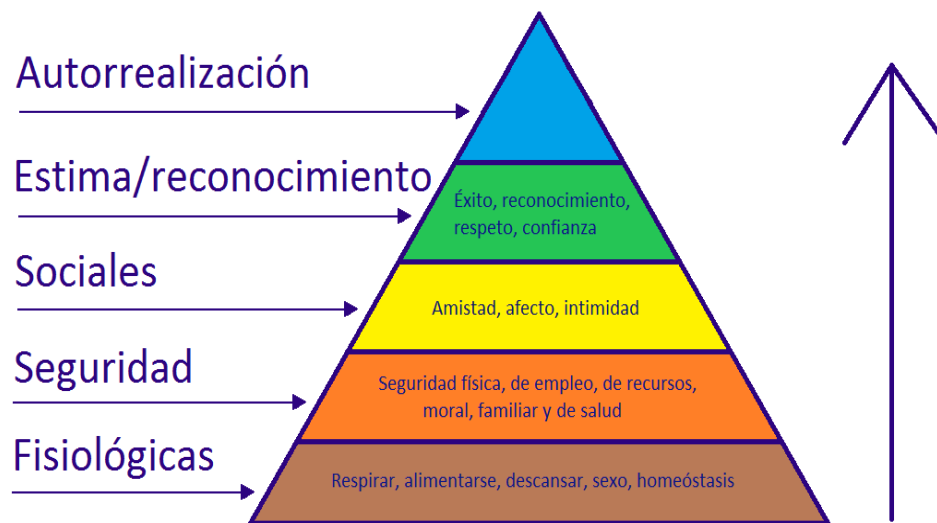 Autorrealización
Estima/reconocimiento
Éxito, reconocimiento,
respeto, confianza
Sociales
Amistad, afecto, intimidad
Seguridad
Seguridad física, de empleo, de recursos,
moral, familiar y de salud
Fisiológicas
Respirar, alimentarse, descansar, sexo, homeóstasis